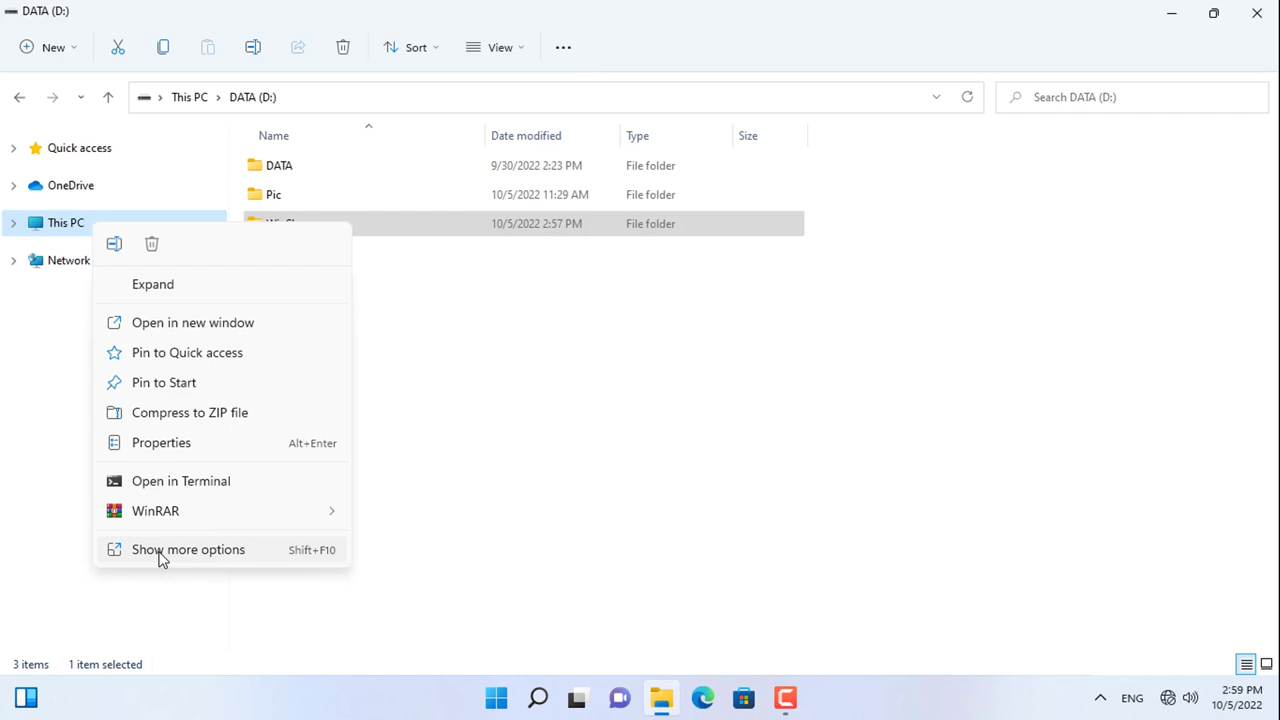 DATA (D:)
New
Sort
View
This PC > DATA (D:)
Search DATA (D:)
Name Date modified Type Size
Quick access
OneDrive
This PC
Network
DATA 9/30/2022 2:23 PM File folder
Pic 10/5/2022 11:29 AM File folder
10/5/2022 2:57 PM File folder
Expand
Open in new window
Pin to Quick access
Pin to Start
Compress to ZIP file
Properties Alt+Enter
Open in Terminal
WinRAR
Show more options Shift+F10
3 items 1 item selected
ENG
2:59 PM
10/5/2022